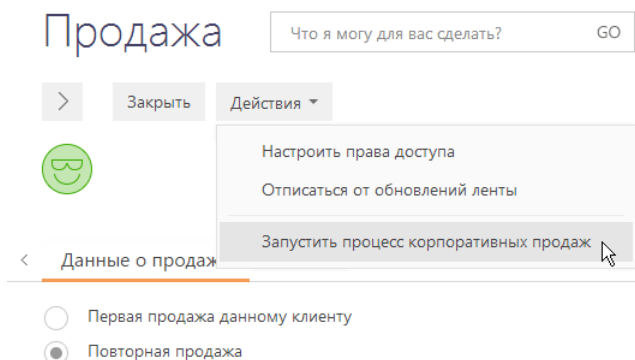 Продажа
Что я могу для вас сделать? GO
Закрыть Действия
Настроить права доступа
Отписаться от обновлений ленты
Запустить процесс корпоративных продаж
Данные о продаж
Первая продажа данному клиенту
Повторная продажа